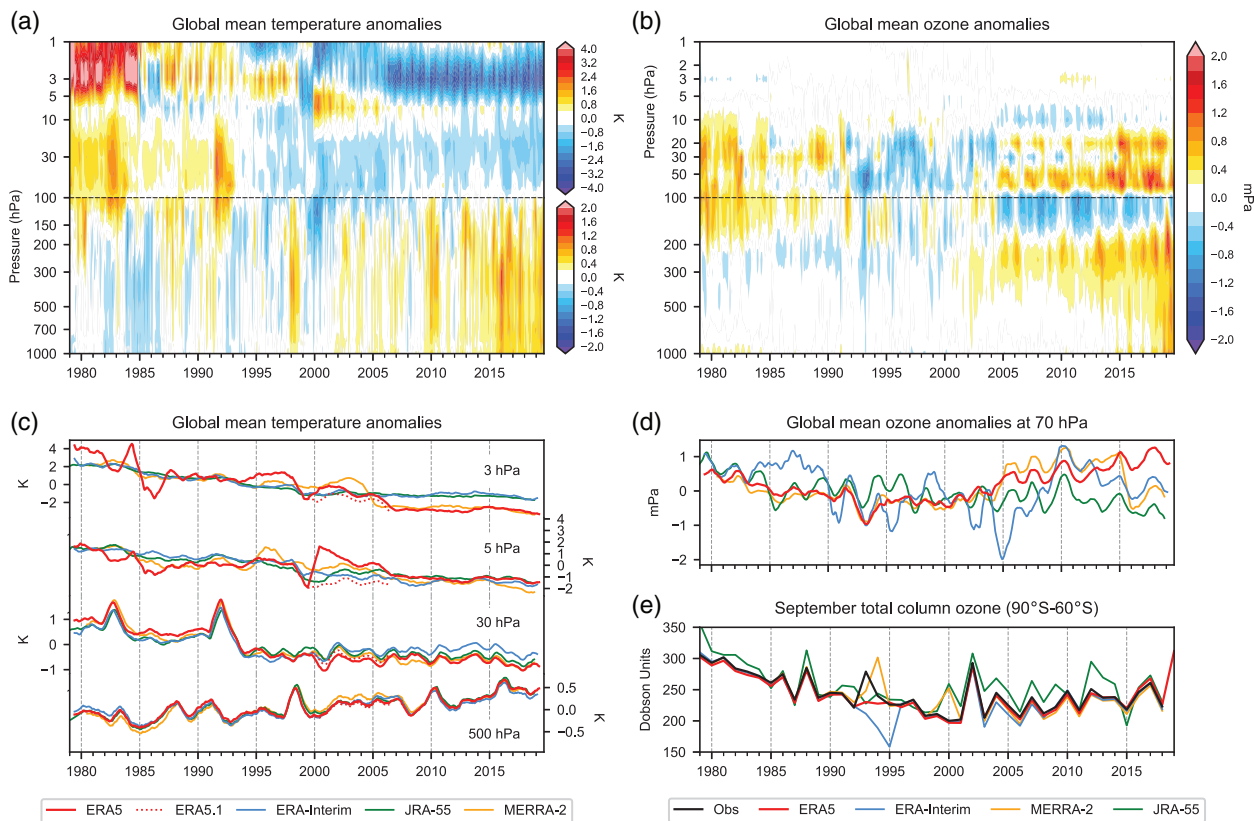 (a)
Global mean temperature anomalies
Pressure (hPa)
1
3
5
10
30
100
150
200
300
500
700
1000
1980 1985 1990 1995 2000 2005 2010 2015
4.0
3.2
2.4
1.6
0.8
0.0
−0.8
−1.6
−2.4
−3.2
−4.0
K
2.0
1.6
1.2
0.8
0.4
0.0
−0.4
−0.8
−1.2
−1.6
−2.0
K
(b)
Global mean ozone anomalies
Pressure (hPa)
1
2
3
5
10
20
30
50
100
200
500
1000
1980 1985 1990 1995 2000 2005 2010 2015
2.0
1.6
1.2
0.8
0.4
0.0
−0.4
−0.8
−1.2
−1.6
−2.0
mPa
(c)
Global mean temperature anomalies
K
4
2
0
−2
3 hPa
4
3
2
1
0
−1
−2
K
5 hPa
K
1
0
−1
30 hPa
0.5
0.0
−0.5
K
500 hPa
1980 1985 1990 1995 2000 2005 2010 2015
ERA5 ERA5.1 ERA-Interim JRA-55 MERRA-2
(d)
Global mean ozone anomalies at 70 hPa
mPa
1
0
−1
−2
(e)
September total column ozone (90°S-60°S)
Dobson Units
350
300
250
200
150
1980 1985 1990 1995 2000 2005 2010 2015
Obs ERA5 ERA-Interim MERRA-2 JRA-55